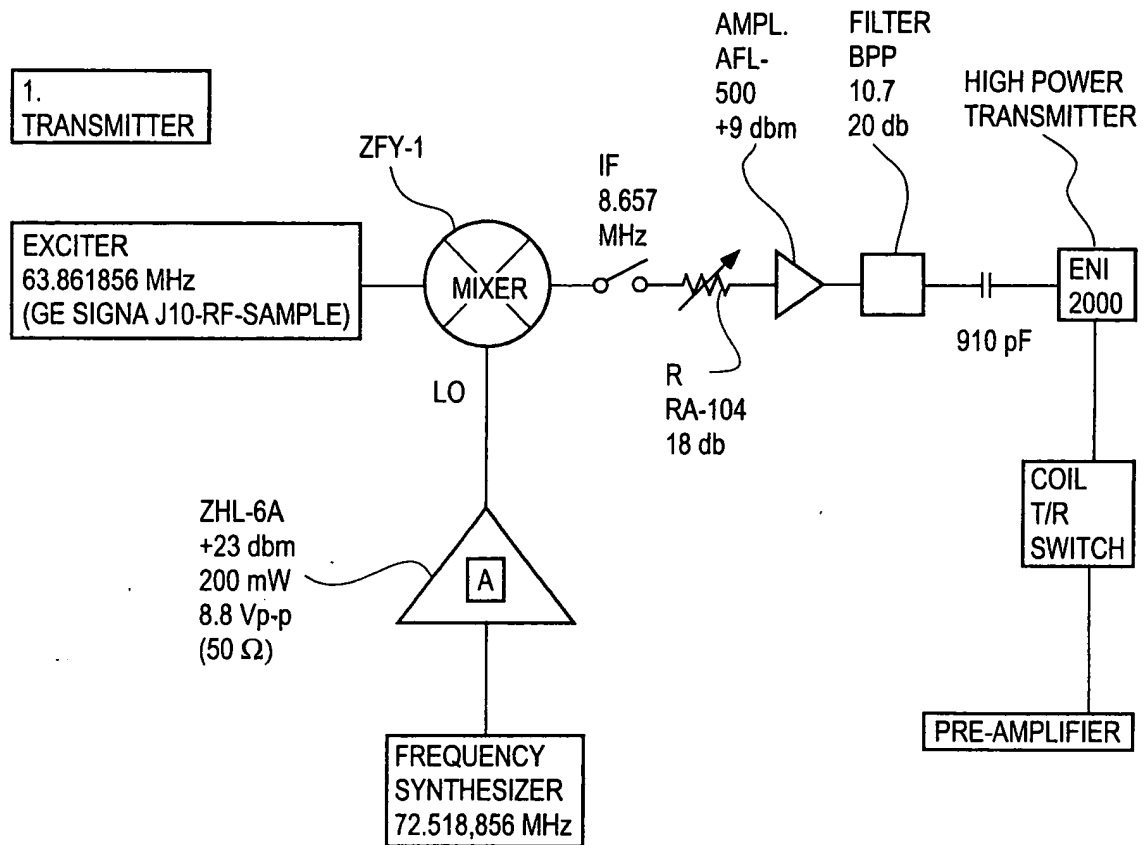 1.
TRANSMITTER
EXCITER
63.861856 MHz
(GE SIGNA J10-RF-SAMPLE)
ZFY-1
MIXER
LO
IF
8.657
MHz
R
RA-104
18 db
AMPL.
AFL-
500
+9 dbm
FILTER
BPP
10.7
20 db
910 pF
HIGH POWER
TRANSMITTER
ENI
2000
COIL
T/R
SWITCH
PRE-AMPLIFIER
ZHL-6A
+23 dbm
200 mW
8.8 Vp-p
(50 Ω)
A
FREQUENCY
SYNTHESIZER
72.518,856 MHz